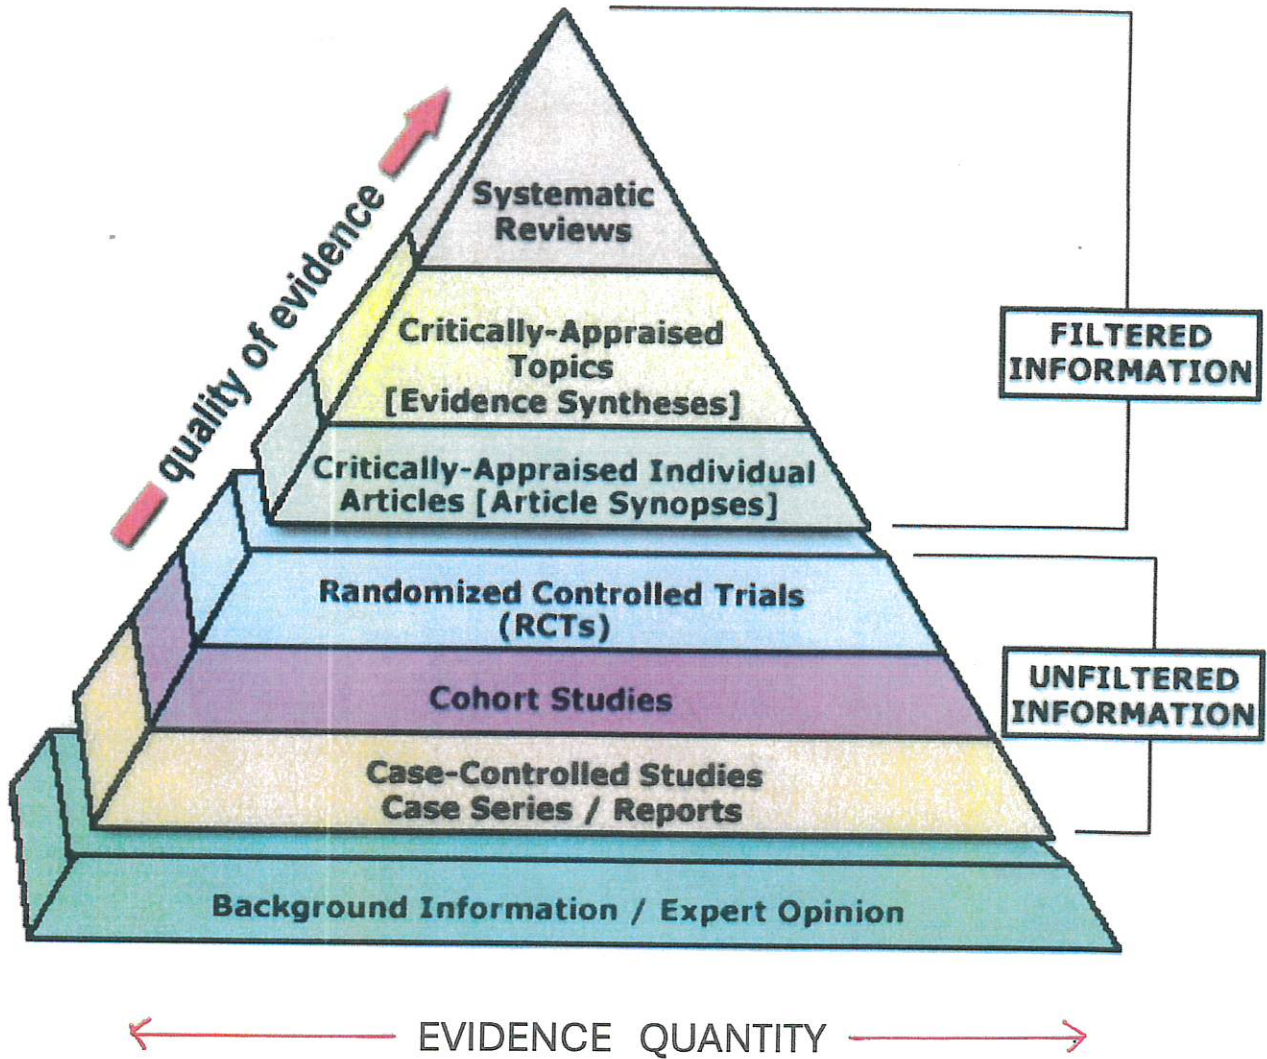 quality of evidence
Systematic
Reviews
Critically-Appraised
Topics
[Evidence Syntheses]
Critically-Appraised Individual
Articles [Article Synopses]
Randomized Controlled Trials
(RCTs)
Cohort Studies
Case-Controlled Studies
Case Series / Reports
Background Information / Expert Opinion
FILTERED
INFORMATION
UNFILTERED
INFORMATION
EVIDENCE QUANTITY